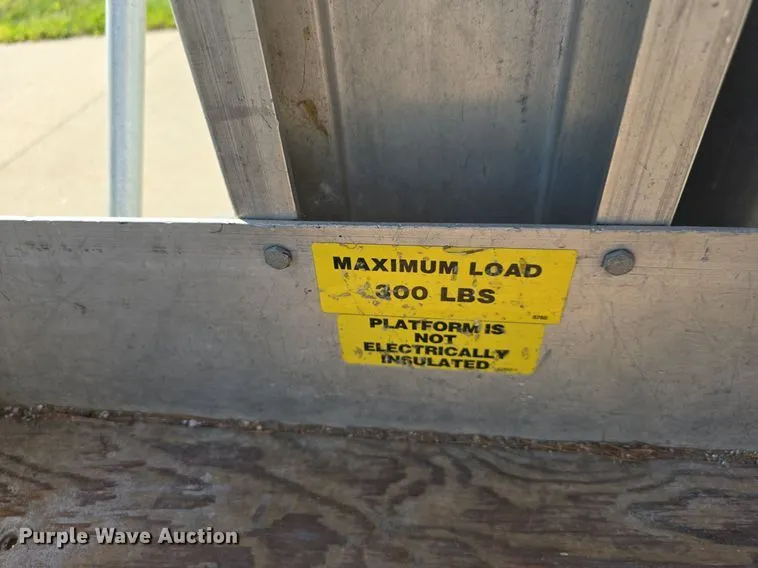 MAXIMUM LOAD
300 LBS
PLATFORM IS
NOT
ELECTRICALLY
INSULATED
Purple Wave Auction